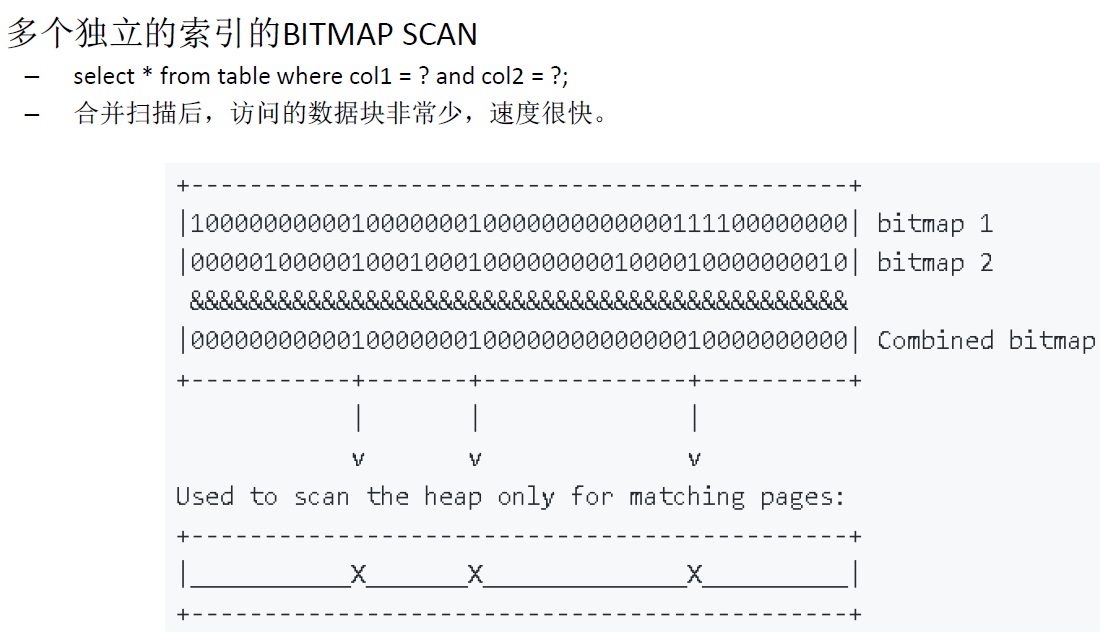 多个独立的索引的BITMAP SCAN
– select * from table where col1 = ? and col2 = ?;
– 合并扫描后，访问的数据块非常少，速度很快。
+---------------------------------------------+
|100000000001000000010000000000000111100000000| bitmap 1
|000001000001000100010000000001000010000000010| bitmap 2
 &&&&&&&&&&&&&&&&&&&&&&&&&&&&&&&&&&&&&&&&&&&&&
|000000000001000000010000000000000010000000000| Combined bitmap
+-----------+-------+--------------+----------+
            |       |              |
            v       v              v
Used to scan the heap only for matching pages:
+---------------------------------------------+
|___________X_______X______________X__________|
+---------------------------------------------+